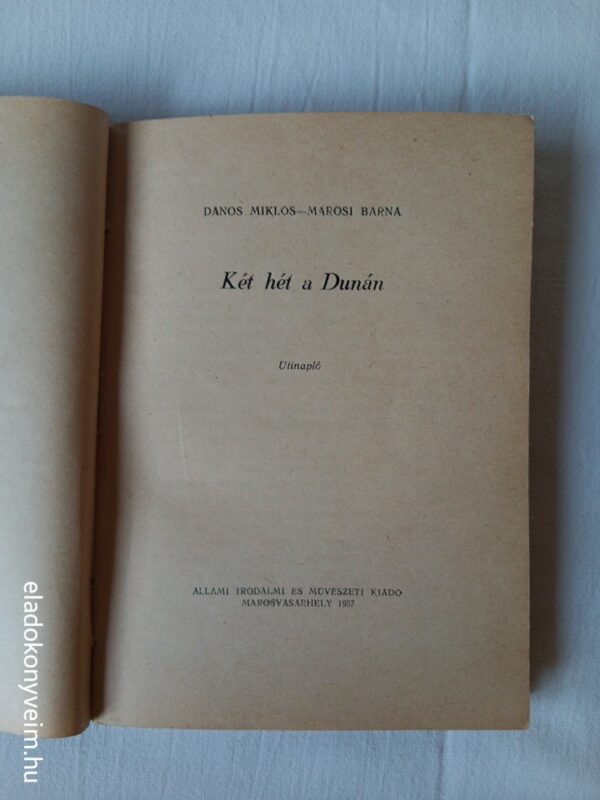 DANOS MIKLÓS—MAROSI BARNA
Két hét a Dunán
Útinapló
ÁLLAMI IRODALMI ÉS MŰVÉSZETI KIADÓ
MAROSVÁSÁRHELY 1957
eladokonyveim.hu